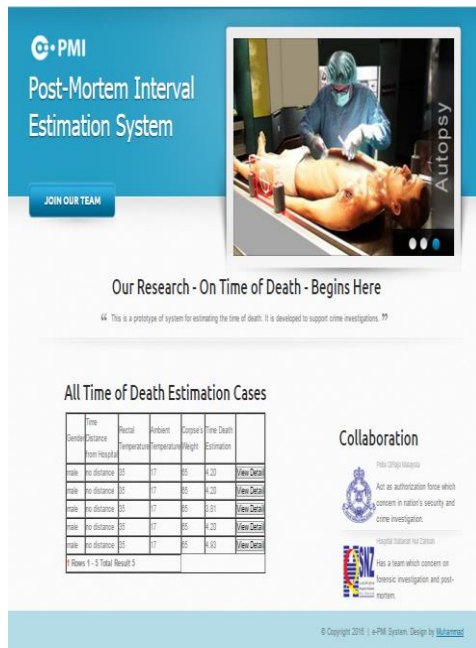 e-PMI
Post-Mortem Interval
Estimation System
JOIN OUR TEAM
Autopsy
Our Research - On Time of Death - Begins Here
“ This is a prototype of system for estimating the time of death. It is developed to support crime investigations. ”
All Time of Death Estimation Cases
Gender Time Distance from Hospital Rectal Temperature Ambient Temperature Corpse's Weight Time Death Estimation
male no distance 35 17 65 4.20 View Detail
male no distance 35 17 65 4.20 View Detail
male no distance 35 17 65 3.81 View Detail
male no distance 35 17 65 4.20 View Detail
male no distance 35 17 65 4.93 View Detail
1 Rows 1 - 5 Total Result 5
Collaboration
Polis DiRaja Malaysia
Act as authorization force which
concern in nation's security and
crime investigation.
Hospital Sultanah Nur Zahirah
SNZ
Has a team which concern on
forensic investigation and post-
mortem.
© Copyright 2016 | e-PMI System. Design by Muhammad